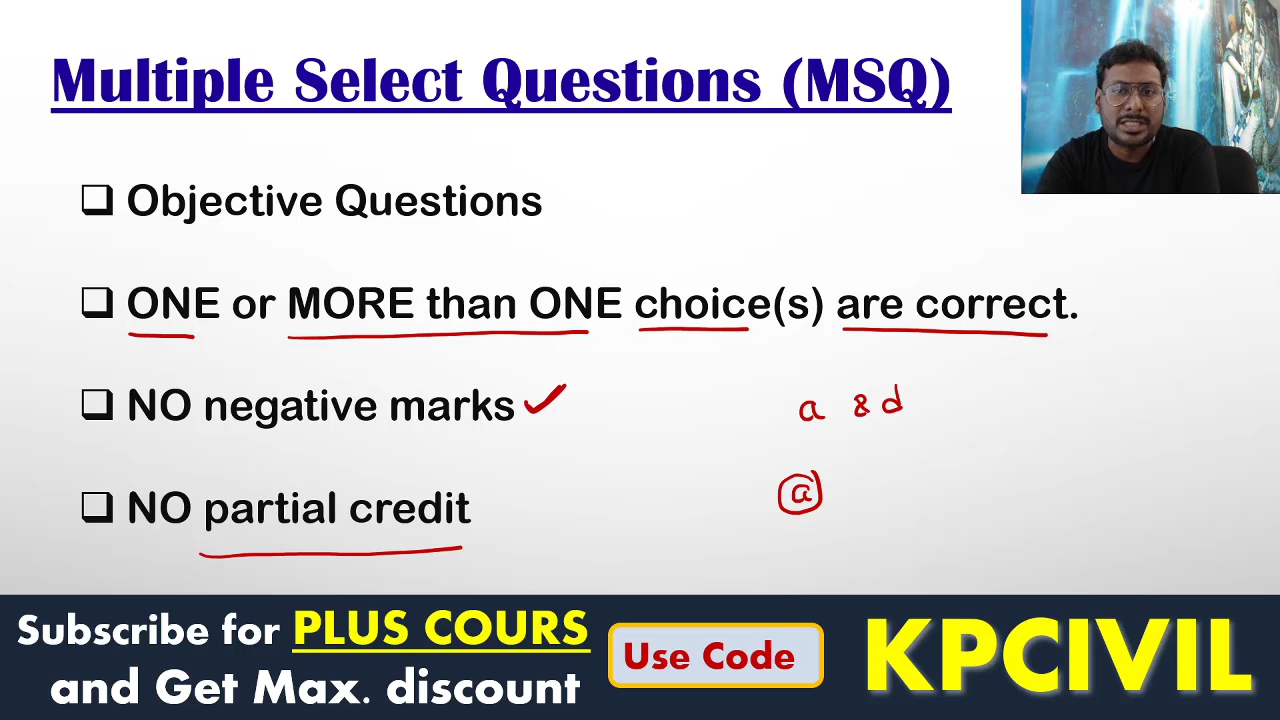 Multiple Select Questions (MSQ)
❑ Objective Questions
❑ ONE or MORE than ONE choice(s) are correct.
❑ NO negative marks ✓
a & d
❑ NO partial credit
a
Subscribe for PLUS COURS
and Get Max. discount
Use Code
KPCIVIL